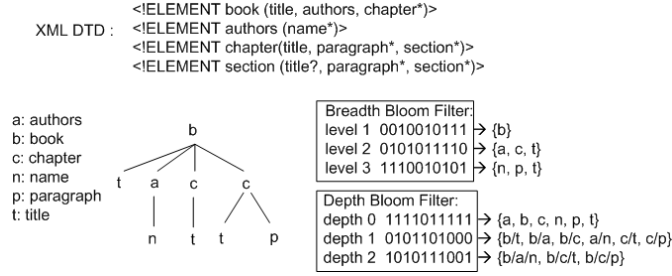 XML DTD :
<!ELEMENT book (title, authors, chapter*)>
<!ELEMENT authors (name*)>
<!ELEMENT chapter(title, paragraph*, section*)>
<!ELEMENT section (title?, paragraph*, section*)>
a: authors
b: book
c: chapter
n: name
p: paragraph
t: title
b
t a c c
n t t p
Breadth Bloom Filter:
level 1 0010010111 → {b}
level 2 0101011110 → {a, c, t}
level 3 1110010101 → {n, p, t}
Depth Bloom Filter:
depth 0 1111011111 → {a, b, c, n, p, t}
depth 1 0101101000 → {b/t, b/a, b/c, a/n, c/t, c/p}
depth 2 1010111001 → {b/a/n, b/c/t, b/c/p}